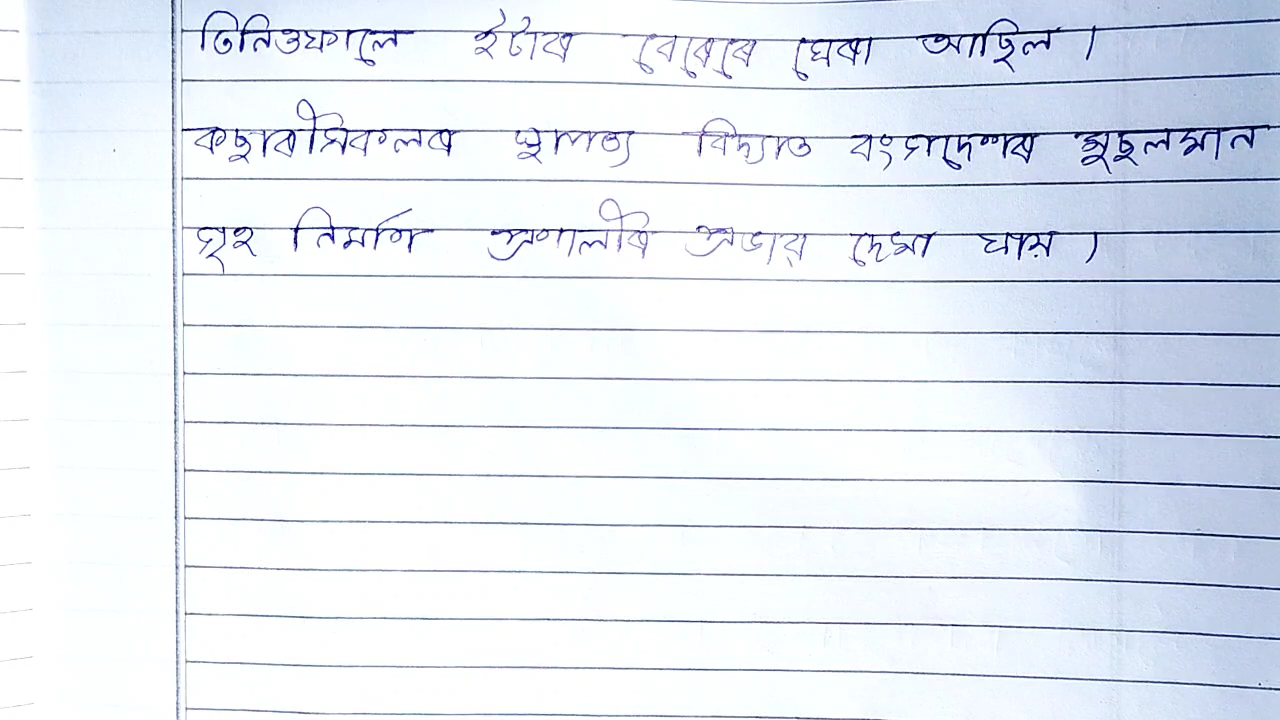 তিনিওফালে ইটাৰ বেৰেৰে ঘেৰা আছিল।
কছাৰীসকলৰ স্থাপত্য বিদ্যাত বংগদেশৰ মুছলমান
গৃহ নিৰ্মাণ প্ৰণালীৰ প্ৰভাৱ দেখা যায়।